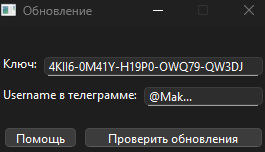 Обновление
Ключ: 4KII6-0M41Y-H19P0-OWQ79-QW3DJ
Username в телеграмме: @Mak...
Помощь Проверить обновления